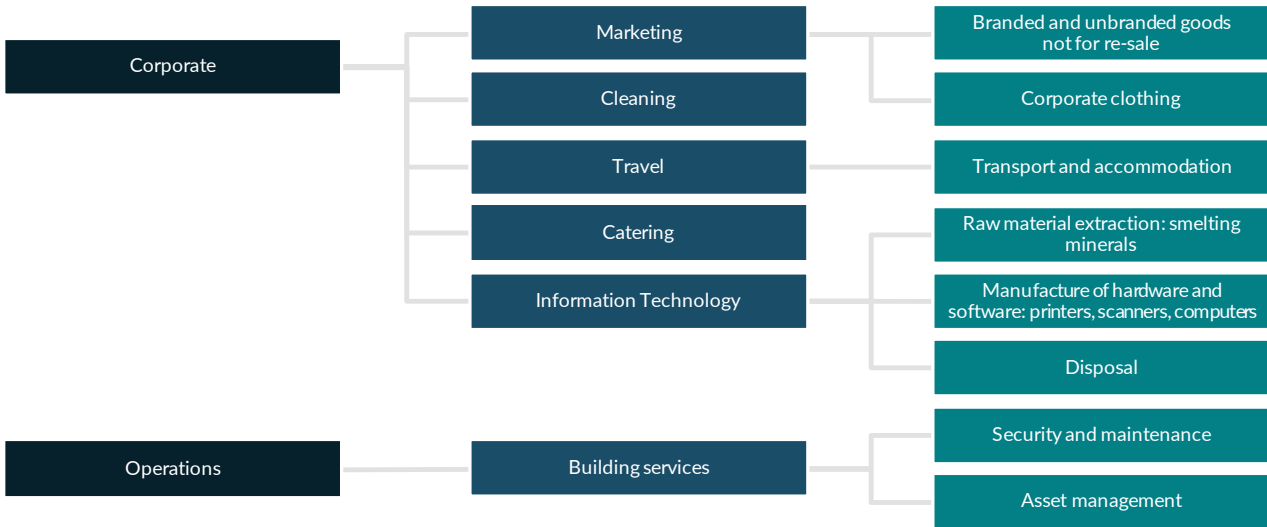 Corporate
Marketing
Branded and unbranded goods
not for re-sale
Corporate clothing
Cleaning
Travel
Transport and accommodation
Catering
Information Technology
Raw material extraction: smelting
minerals
Manufacture of hardware and
software: printers, scanners, computers
Disposal
Operations
Building services
Security and maintenance
Asset management